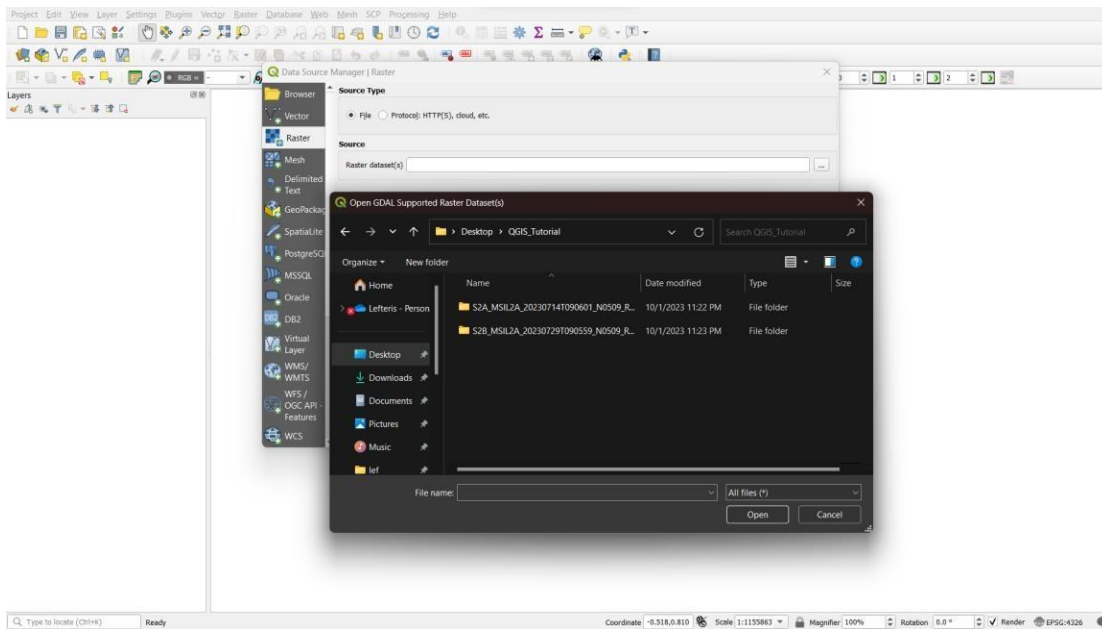 Project Edit View Layer Settings Plugins Vector Raster Database Web Mesh SCP Processing Help
RGB =
1
2
Layers
Data Source Manager | Raster
Browser
Vector
Raster
Mesh
Delimited
Text
GeoPackag
SpatiaLite
PostgreSQ
MSSQL
Oracle
DB2
Virtual
Layer
WMS/
WMTS
WFS /
OGC API -
Features
WCS
Source Type
File Protocol: HTTP(S), cloud, etc.
Source
Raster dataset(s) ...
Open GDAL Supported Raster Dataset(s)
Desktop › QGIS_Tutorial Search QGIS_Tutorial
Organize New folder
Home
Lefteris - Person
Desktop
Downloads
Documents
Pictures
Music
lef
Name Date modified Type Size
S2A_MSIL2A_20230714T090601_N0509_R... 10/1/2023 11:22 PM File folder
S2B_MSIL2A_20230729T090559_N0509_R... 10/1/2023 11:23 PM File folder
File name: All files (*)
Open Cancel
Type to locate (Ctrl+K) Ready Coordinate -0.518,0.810 Scale 1:1155863 Magnifier 100% Rotation 0.0 ° Render EPSG:4326